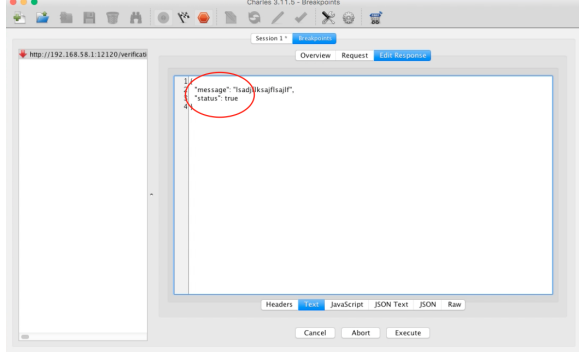 Charles 3.11.5 - Breakpoints
Session 1 * Breakpoints
http://192.168.58.1:12120/verificati
Overview Request Edit Response
1 {
2 "message": "lsadjflksajflsajlf",
3 "status": true
4 }
Headers Text JavaScript JSON Text JSON Raw
Cancel Abort Execute